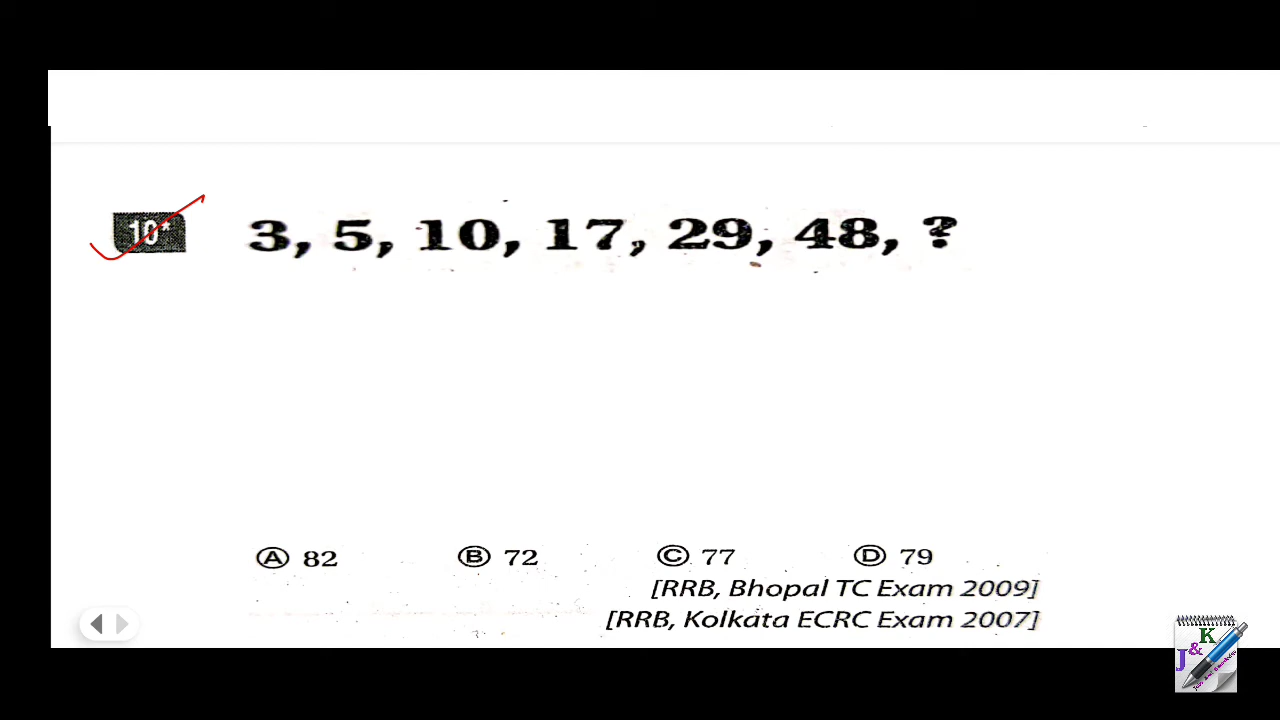 10* 3, 5, 10, 17, 29, 48, ?
Ⓐ 82 Ⓑ 72 Ⓒ 77 Ⓓ 79
[RRB, Bhopal TC Exam 2009]
[RRB, Kolkata ECRC Exam 2007]
J & K